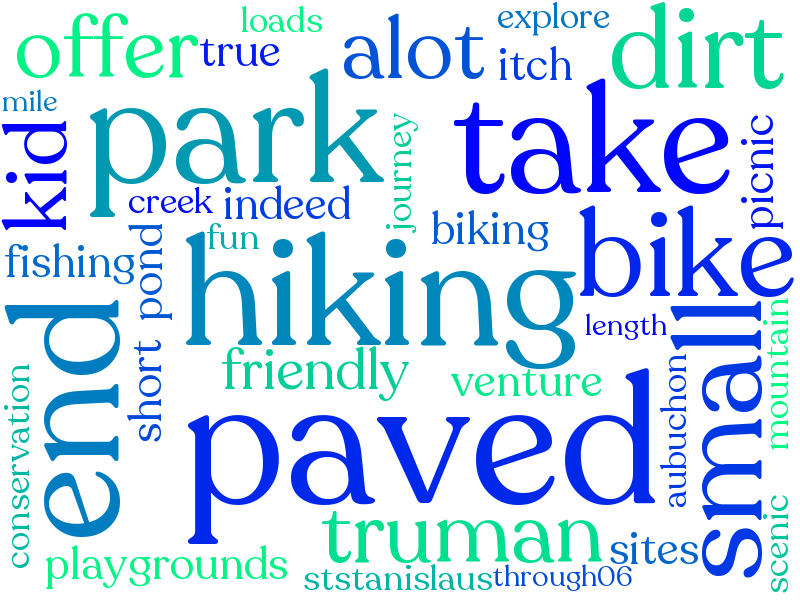 loads
explore
offer
true
alot
itch
dirt
mile
park
take
kid
journey
picnic
creek
indeed
biking
bike
fun
fishing
pond
hiking
length
small
end
short
friendly
venture
mountain
conservation
aubuchon
paved
truman
sites
scenic
playgrounds
ststanislaus
through06